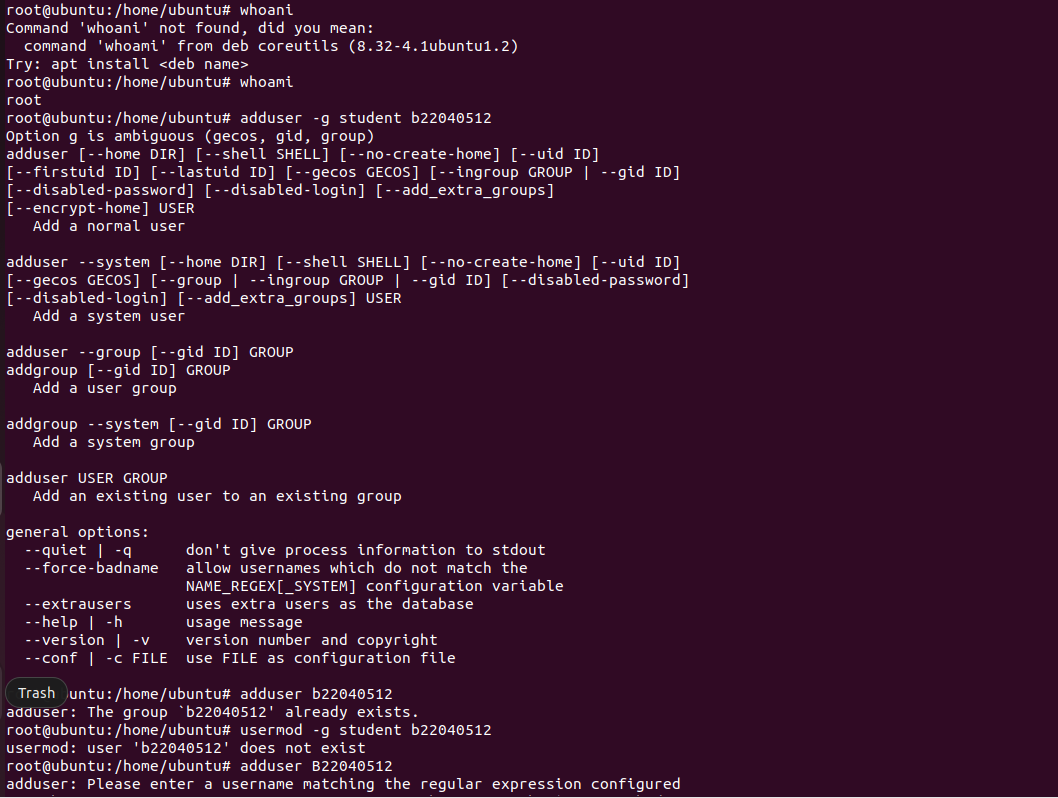 root@ubuntu:/home/ubuntu# whoani
Command 'whoani' not found, did you mean:
  command 'whoami' from deb coreutils (8.32-4.1ubuntu1.2)
Try: apt install <deb name>
root@ubuntu:/home/ubuntu# whoami
root
root@ubuntu:/home/ubuntu# adduser -g student b22040512
Option g is ambiguous (gecos, gid, group)
adduser [--home DIR] [--shell SHELL] [--no-create-home] [--uid ID]
[--firstuid ID] [--lastuid ID] [--gecos GECOS] [--ingroup GROUP | --gid ID]
[--disabled-password] [--disabled-login] [--add_extra_groups]
[--encrypt-home] USER
   Add a normal user

adduser --system [--home DIR] [--shell SHELL] [--no-create-home] [--uid ID]
[--gecos GECOS] [--group | --ingroup GROUP | --gid ID] [--disabled-password]
[--disabled-login] [--add_extra_groups] USER
   Add a system user

adduser --group [--gid ID] GROUP
addgroup [--gid ID] GROUP
   Add a user group

addgroup --system [--gid ID] GROUP
   Add a system group

adduser USER GROUP
   Add an existing user to an existing group

general options:
  --quiet | -q      don't give process information to stdout
  --force-badname   allow usernames which do not match the
                    NAME_REGEX[_SYSTEM] configuration variable
  --extrausers      uses extra users as the database
  --help | -h       usage message
  --version | -v    version number and copyright
  --conf | -c FILE  use FILE as configuration file

Trash untu:/home/ubuntu# adduser b22040512
adduser: The group `b22040512' already exists.
root@ubuntu:/home/ubuntu# usermod -g student b22040512
usermod: user 'b22040512' does not exist
root@ubuntu:/home/ubuntu# adduser B22040512
adduser: Please enter a username matching the regular expression configured